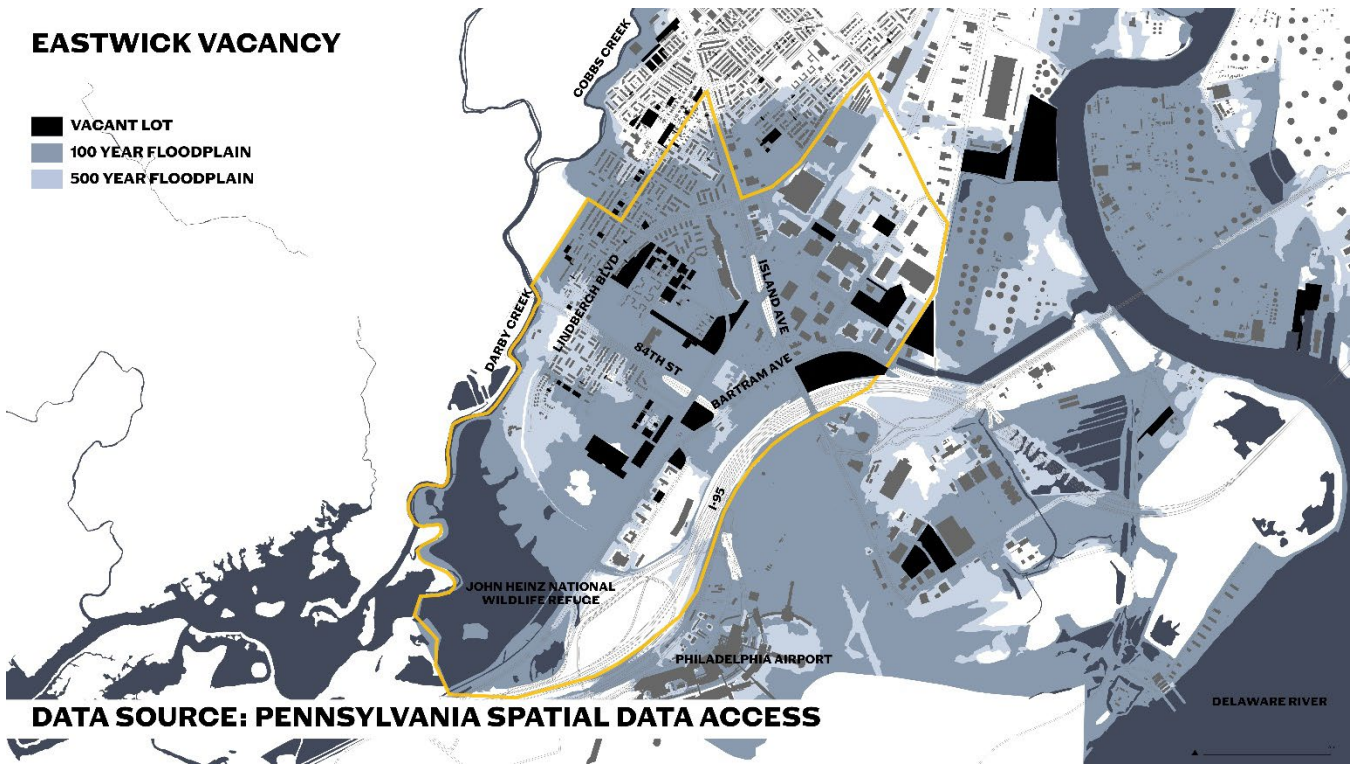 EASTWICK VACANCY
VACANT LOT
100 YEAR FLOODPLAIN
500 YEAR FLOODPLAIN
COBBS CREEK
DARBY CREEK
LINDBERGH BLVD
ISLAND AVE
84TH ST
BARTRAM AVE
I-95
JOHN HEINZ NATIONAL
WILDLIFE REFUGE
PHILADELPHIA AIRPORT
DELAWARE RIVER
DATA SOURCE: PENNSYLVANIA SPATIAL DATA ACCESS